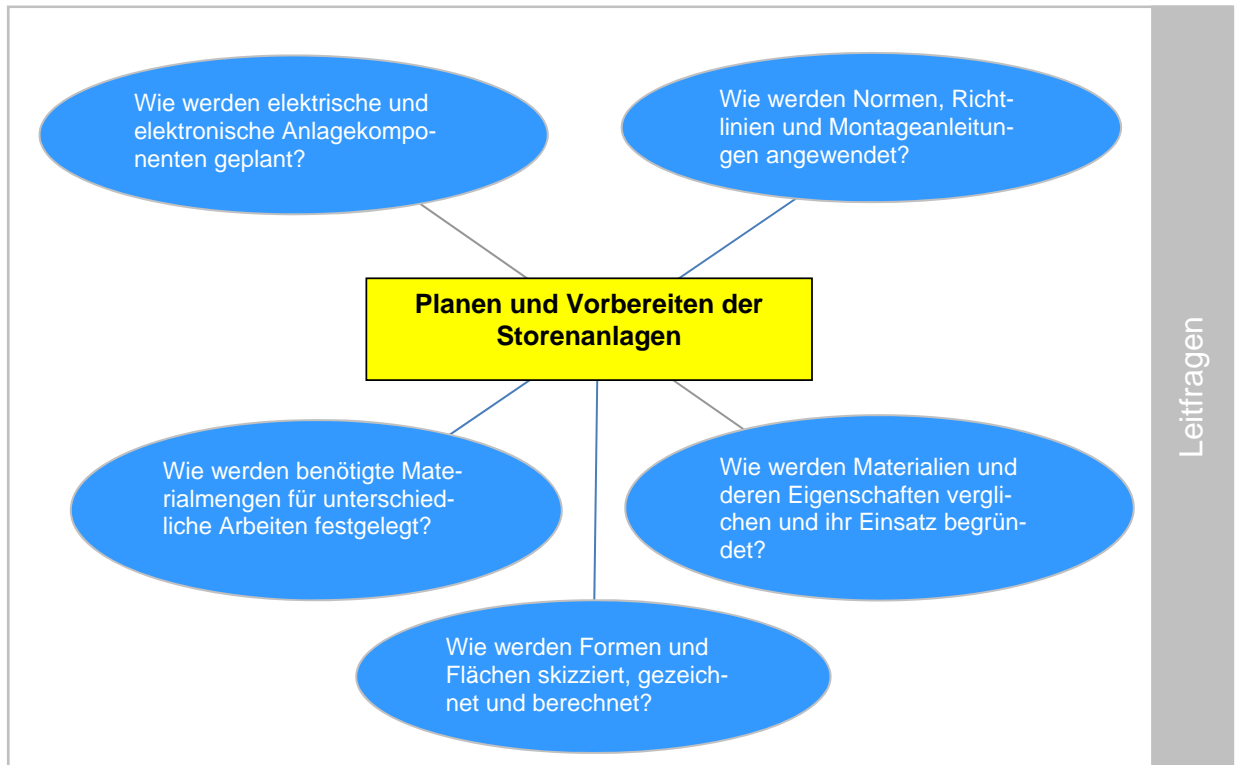 Wie werden elektrische und
elektronische Anlagekompo-
nenten geplant?
Wie werden Normen, Richt-
linien und Montageanleitun-
gen angewendet?
Planen und Vorbereiten der
Storenanlagen
Wie werden benötigte Mate-
rialmengen für unterschied-
liche Arbeiten festgelegt?
Wie werden Materialien und
deren Eigenschaften vergli-
chen und ihr Einsatz begrün-
det?
Wie werden Formen und
Flächen skizziert, gezeich-
net und berechnet?
Leitfragen